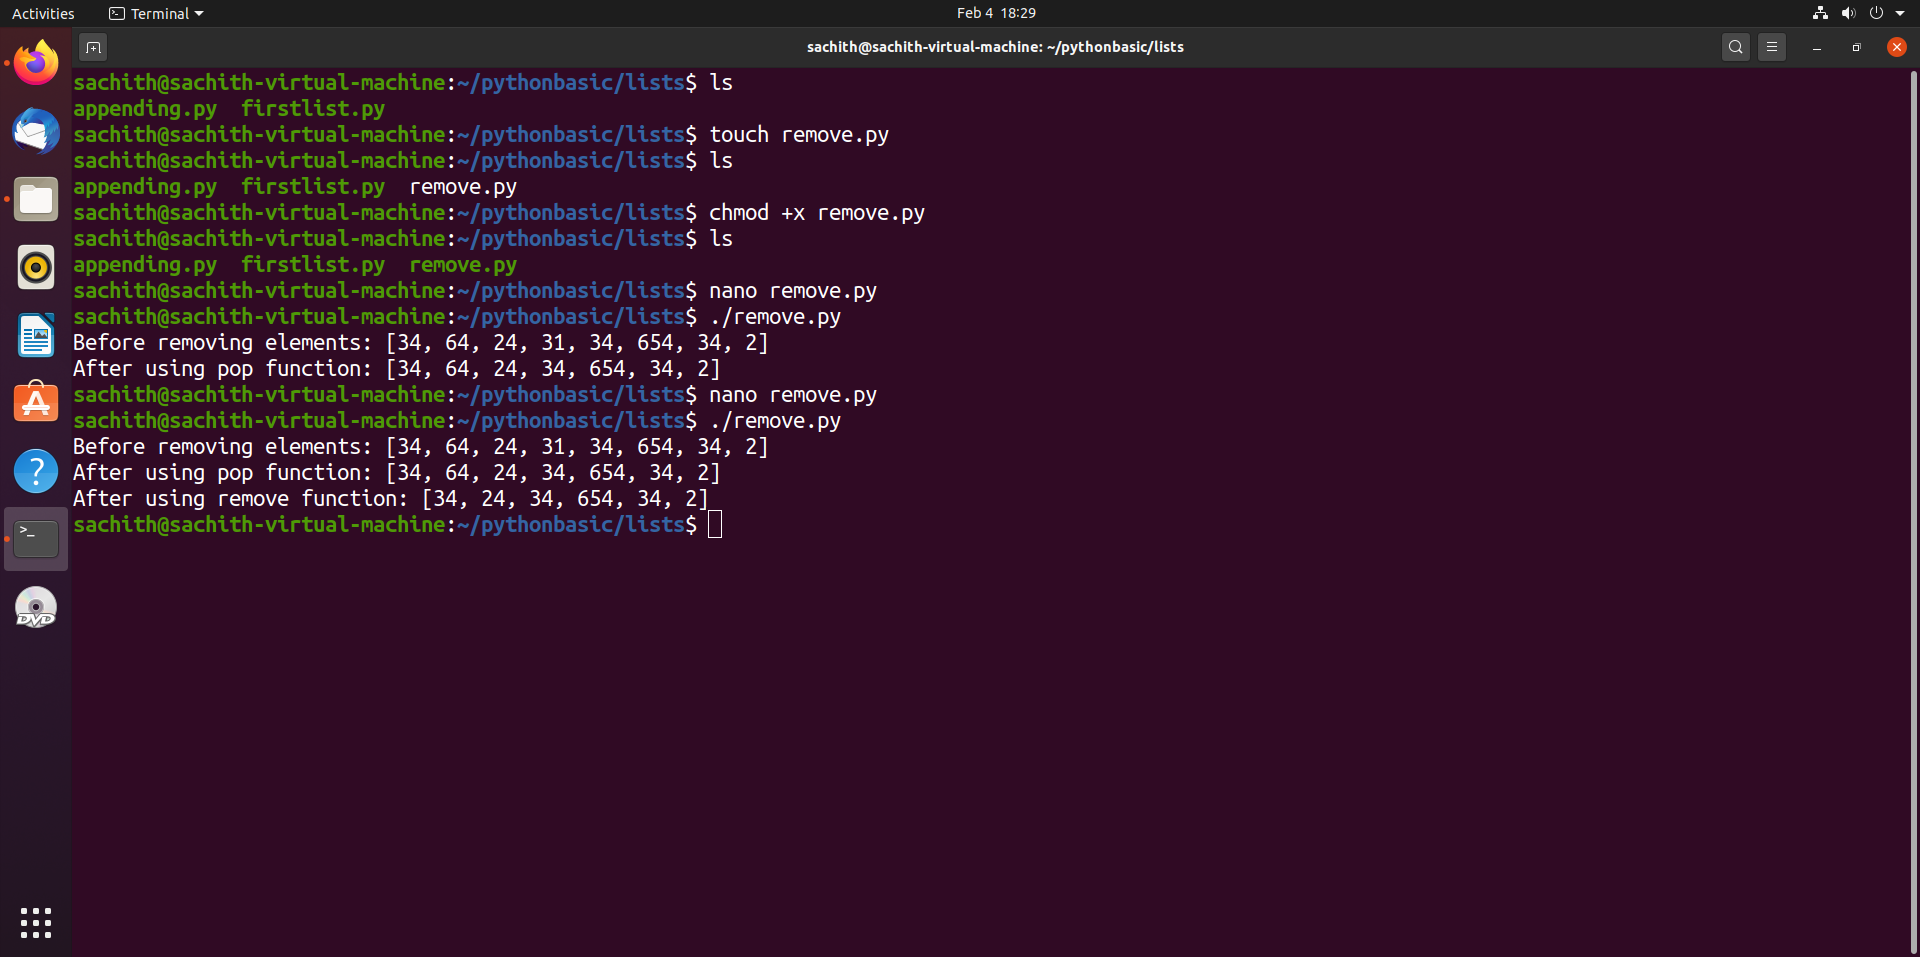 Activities Terminal Feb 4 18:29
sachith@sachith-virtual-machine: ~/pythonbasic/lists
sachith@sachith-virtual-machine:~/pythonbasic/lists$ ls
appending.py  firstlist.py
sachith@sachith-virtual-machine:~/pythonbasic/lists$ touch remove.py
sachith@sachith-virtual-machine:~/pythonbasic/lists$ ls
appending.py  firstlist.py  remove.py
sachith@sachith-virtual-machine:~/pythonbasic/lists$ chmod +x remove.py
sachith@sachith-virtual-machine:~/pythonbasic/lists$ ls
appending.py  firstlist.py  remove.py
sachith@sachith-virtual-machine:~/pythonbasic/lists$ nano remove.py
sachith@sachith-virtual-machine:~/pythonbasic/lists$ ./remove.py
Before removing elements: [34, 64, 24, 31, 34, 654, 34, 2]
After using pop function: [34, 64, 24, 34, 654, 34, 2]
sachith@sachith-virtual-machine:~/pythonbasic/lists$ nano remove.py
sachith@sachith-virtual-machine:~/pythonbasic/lists$ ./remove.py
Before removing elements: [34, 64, 24, 31, 34, 654, 34, 2]
After using pop function: [34, 64, 24, 34, 654, 34, 2]
After using remove function: [34, 24, 34, 654, 34, 2]
sachith@sachith-virtual-machine:~/pythonbasic/lists$
DVD